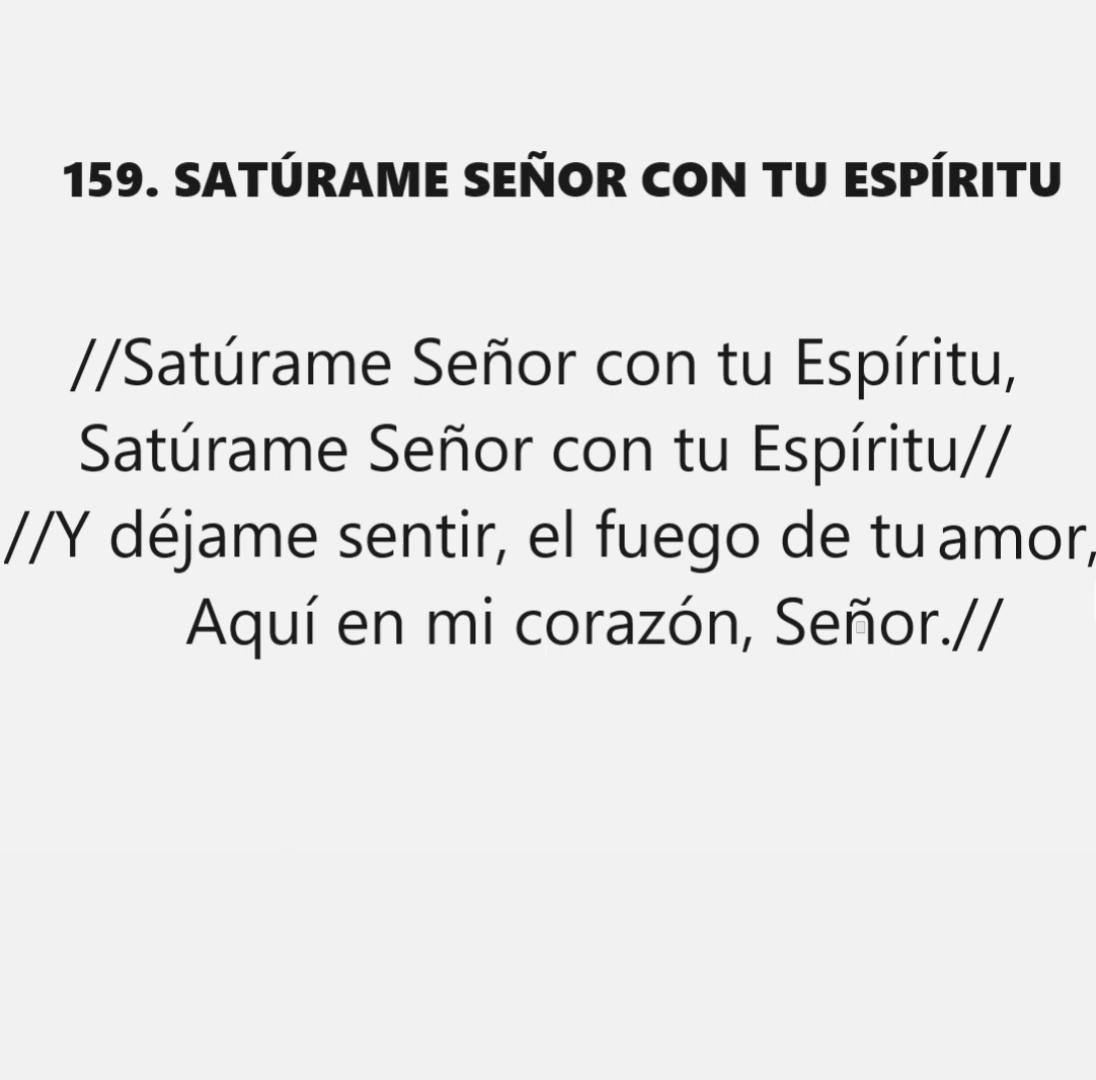 159. SATÚRAME SEÑOR CON TU ESPÍRITU
//Satúrame Señor con tu Espíritu,
Satúrame Señor con tu Espíritu//
//Y déjame sentir, el fuego de tu amor,
Aquí en mi corazón, Señor.//